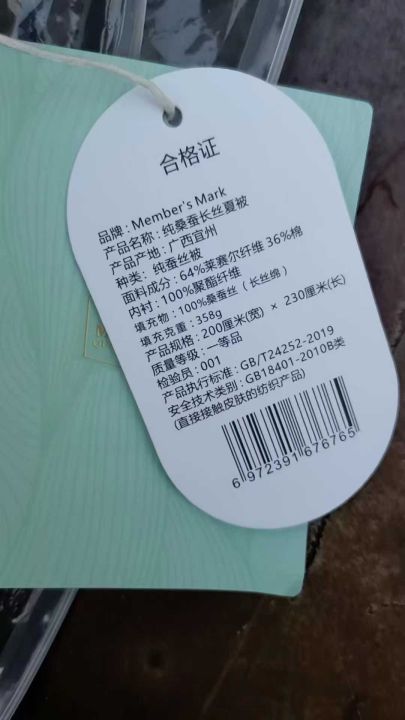 合格证
品牌：Member's Mark
产品名称：纯桑蚕长丝夏被
产品产地：广西宜州
种类：纯蚕丝被
面料成分：64%莱赛尔纤维 36%棉
内衬：100%聚酯纤维
填充物：100%桑蚕丝（长丝绵）
填充克重：358g
产品规格：200厘米(宽) × 230厘米(长)
质量等级：一等品
检验员：001
产品执行标准：GB/T24252-2019
安全技术类别：GB18401-2010B类
(直接接触皮肤的纺织产品)
6 972391 676765